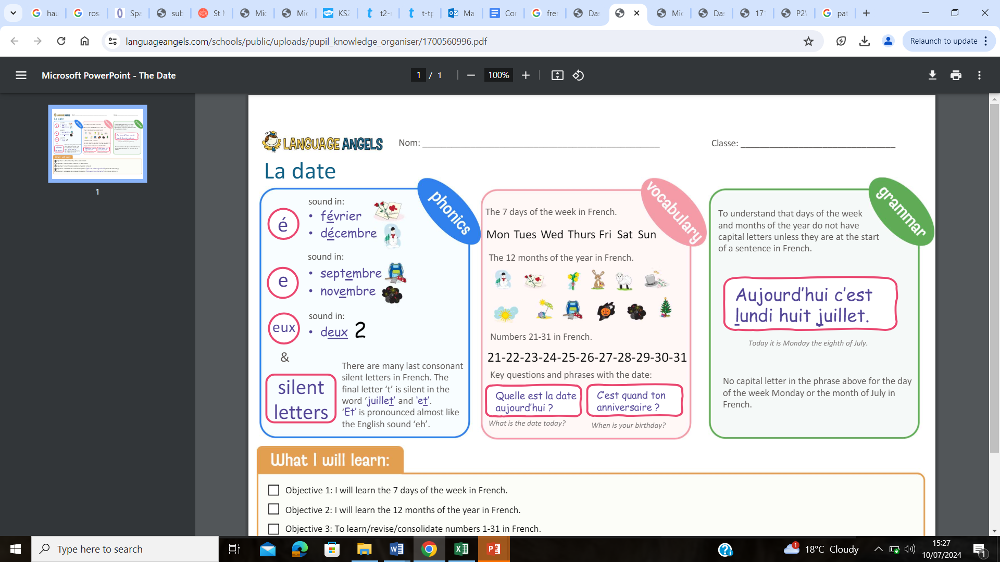 hau
ros
Spa
sub
St M
Mic
Mic
KS2
t2-r
t-tp
Ma
Cor
frer
Das
Mic
Das
17
P2V
pat
languageangels.com/schools/public/uploads/pupil_knowledge_organiser/1700560996.pdf
Relaunch to update
Microsoft PowerPoint - The Date
1 / 1
100%
1
LANGUAGE ANGELS
Nom:
Classe:
La date
phonics
é
sound in:
• février
• décembre
e
sound in:
• septembre
• novembre
eux
sound in:
• deux 2
&
silent
letters
There are many last consonant
silent letters in French. The
final letter ‘t’ is silent in the
word ‘juillet’ and ‘et’.
‘Et’ is pronounced almost like
the English sound ‘eh’.
vocabulary
The 7 days of the week in French.
Mon Tues Wed Thurs Fri Sat Sun
The 12 months of the year in French.
Numbers 21-31 in French.
21-22-23-24-25-26-27-28-29-30-31
Key questions and phrases with the date:
Quelle est la date
aujourd’hui ?
What is the date today?
C’est quand ton
anniversaire ?
When is your birthday?
grammar
To understand that days of the week
and months of the year do not have
capital letters unless they are at the start
of a sentence in French.
Aujourd’hui c’est
lundi huit juillet.
Today it is Monday the eighth of July.
No capital letter in the phrase above for the day
of the week Monday or the month of July in
French.
What I will learn:
Objective 1: I will learn the 7 days of the week in French.
Objective 2: I will learn the 12 months of the year in French.
Objective 3: To learn/revise/consolidate numbers 1-31 in French.
Type here to search
1
18°C Cloudy
15:27
10/07/2024
1